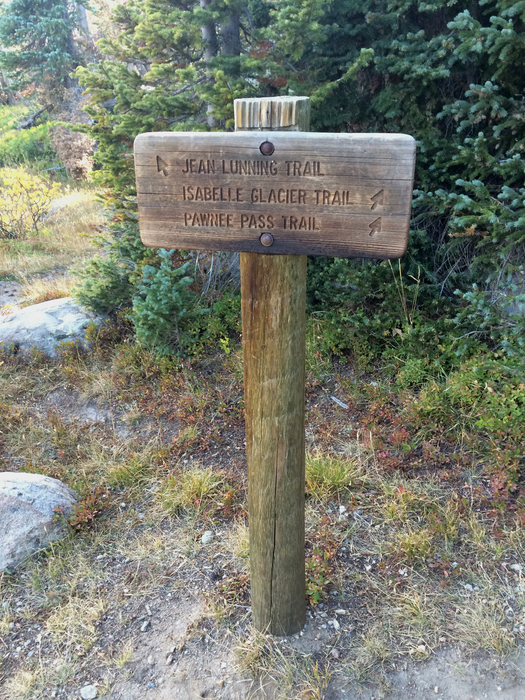 JEAN LUNNING TRAIL
ISABELLE GLACIER TRAIL
PAWNEE PASS TRAIL